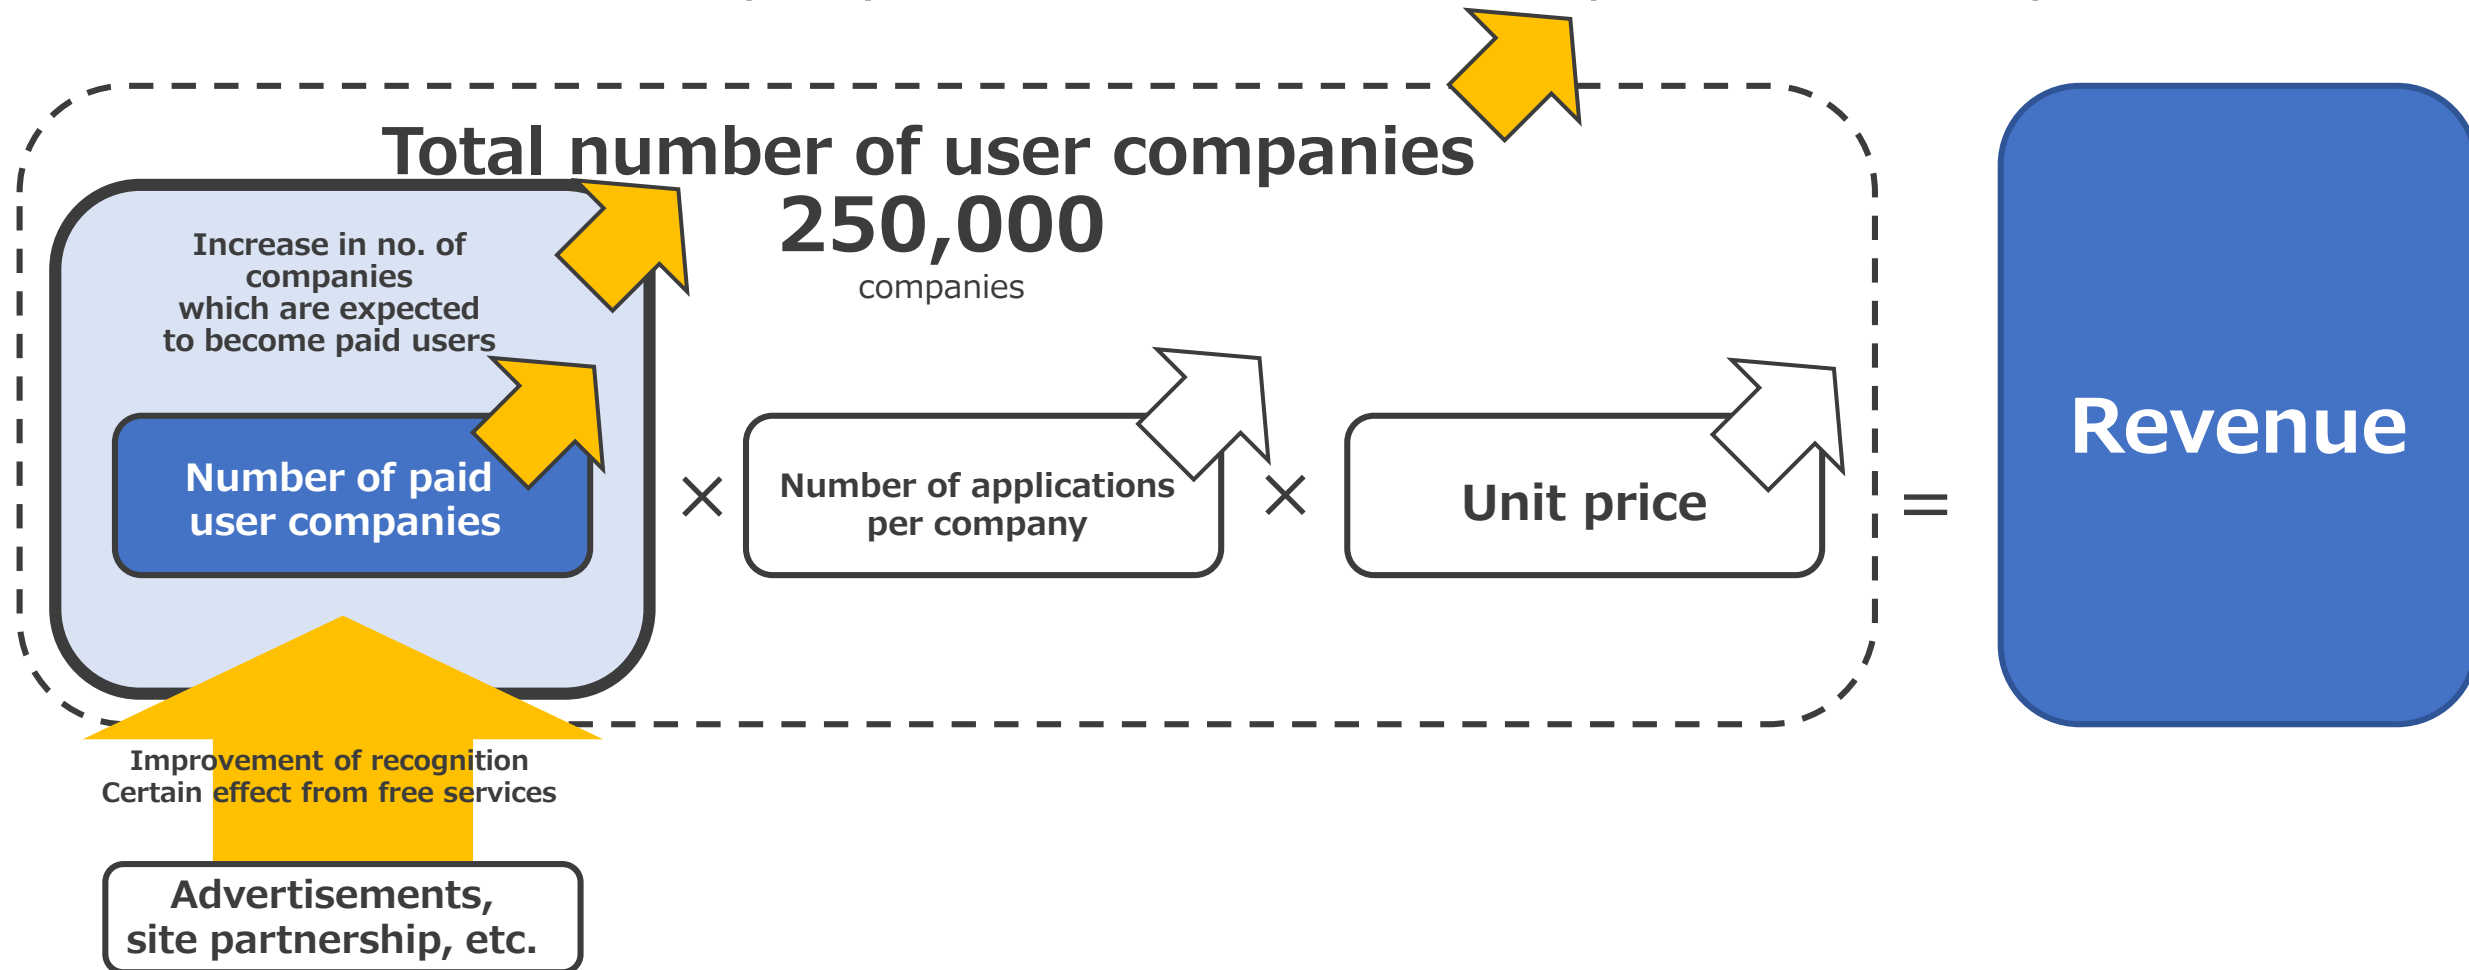 Total number of user companies
250,000
companies
Increase in no. of
companies
which are expected
to become paid users
Number of paid
user companies
×
Number of applications
per company
×
Unit price
=
Revenue
Improvement of recognition
Certain effect from free services
Advertisements,
site partnership, etc.